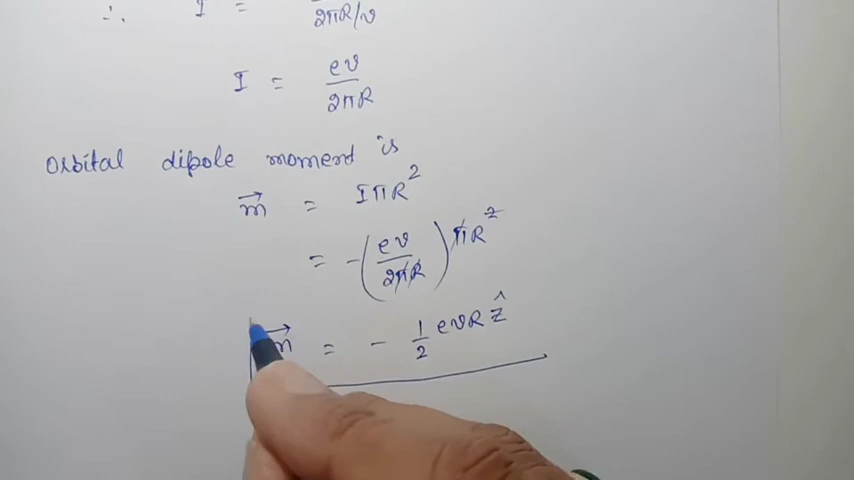 ∴ I = 2πR/v
I = ev / 2πR
orbital dipole moment is
m⃗ = IπR²
= -(ev / 2πR) πR²
m⃗ = - 1/2 evR ẑ